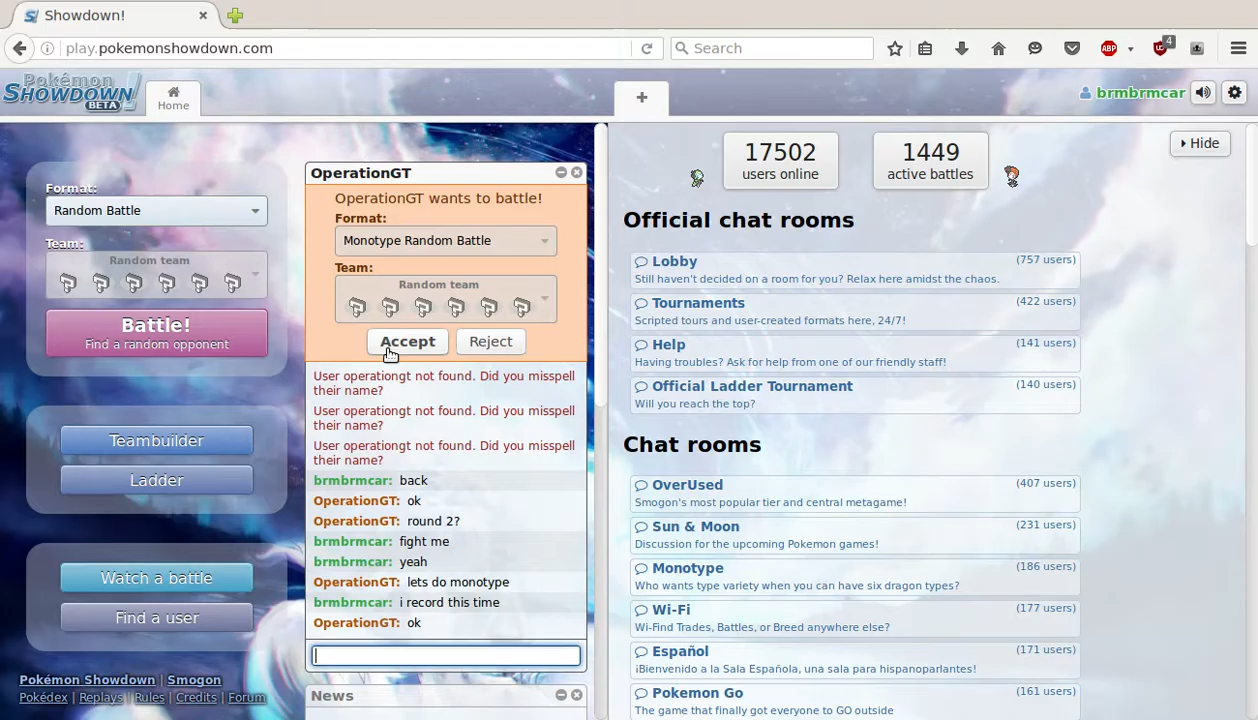 Showdown!
play.pokemonshowdown.com
Search
ABP
4
Pokémon
SHOWDOWN
BETA
Home
brmbrmcar
Format:
Random Battle
Team:
Random team
Battle!
Find a random opponent
Teambuilder
Ladder
Watch a battle
Find a user
Pokémon Showdown | Smogon
Pokédex | Replays | Rules | Credits | Forum
OperationGT
OperationGT wants to battle!
Format:
Monotype Random Battle
Team:
Random team
Accept
Reject
User operationgt not found. Did you misspell
their name?
User operationgt not found. Did you misspell
their name?
User operationgt not found. Did you misspell
their name?
brmbrmcar: back
OperationGT: ok
OperationGT: round 2?
brmbrmcar: fight me
brmbrmcar: yeah
OperationGT: lets do monotype
brmbrmcar: i record this time
OperationGT: ok
News
17502
users online
1449
active battles
Hide
Official chat rooms
Lobby (757 users)
Still haven't decided on a room for you? Relax here amidst the chaos.
Tournaments (422 users)
Scripted tours and user-created formats here, 24/7!
Help (141 users)
Having troubles? Ask for help from one of our friendly staff!
Official Ladder Tournament (140 users)
Will you reach the top?
Chat rooms
OverUsed (407 users)
Smogon's most popular tier and central metagame!
Sun & Moon (231 users)
Discussion for the upcoming Pokemon games!
Monotype (186 users)
Who wants type variety when you can have six dragon types?
Wi-Fi (177 users)
Wi-Find Trades, Battles, or Breed anywhere else?
Español (171 users)
¡Bienvenido a la Sala Española, una sala para hispanoparlantes!
Pokemon Go (161 users)
The game that finally got everyone to GO outside